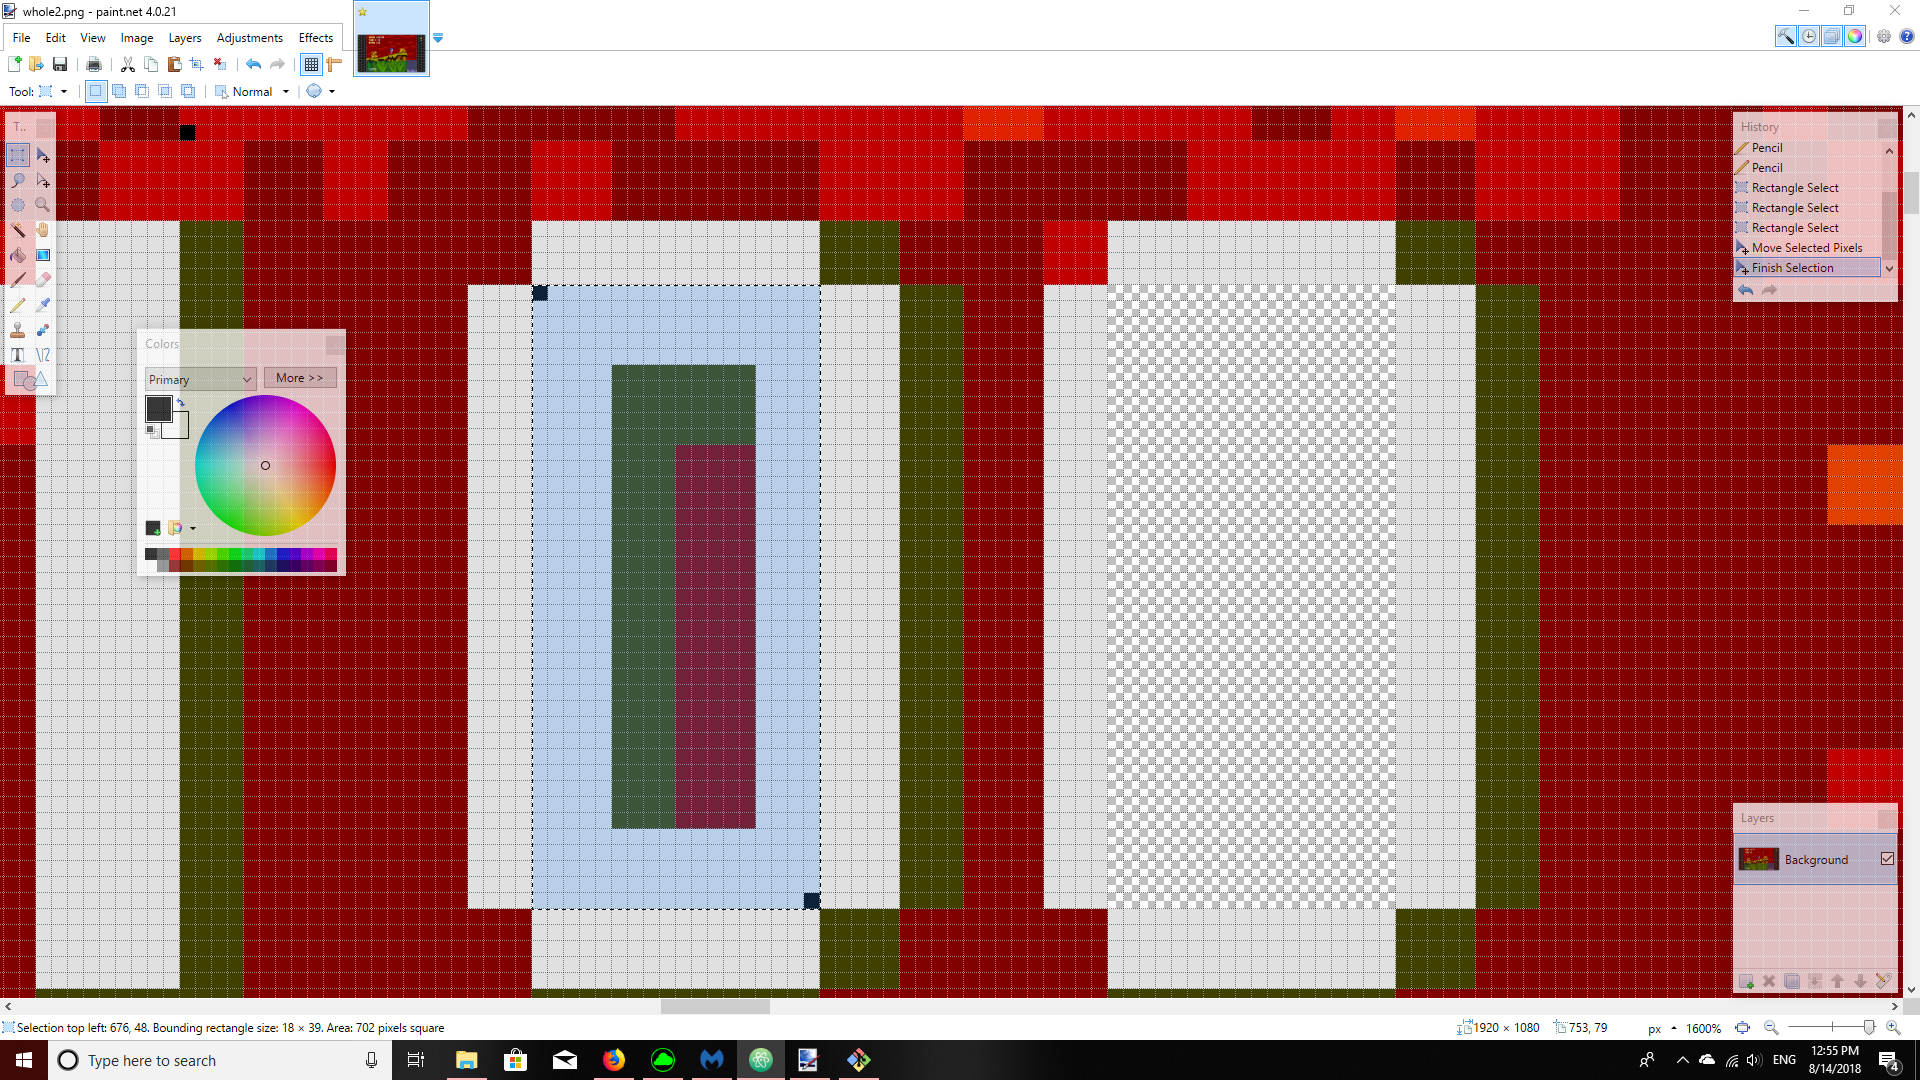 whole2.png - paint.net 4.0.21
File Edit View Image Layers Adjustments Effects
Tool: Normal
T...
History
Pencil
Pencil
Rectangle Select
Rectangle Select
Rectangle Select
Move Selected Pixels
Finish Selection
Colors
Primary More >>
Layers
Background
Selection top left: 676, 48. Bounding rectangle size: 18 × 39. Area: 702 pixels square 1920 × 1080 753, 79 px 1600%
Type here to search ENG 12:55 PM
8/14/2018 4